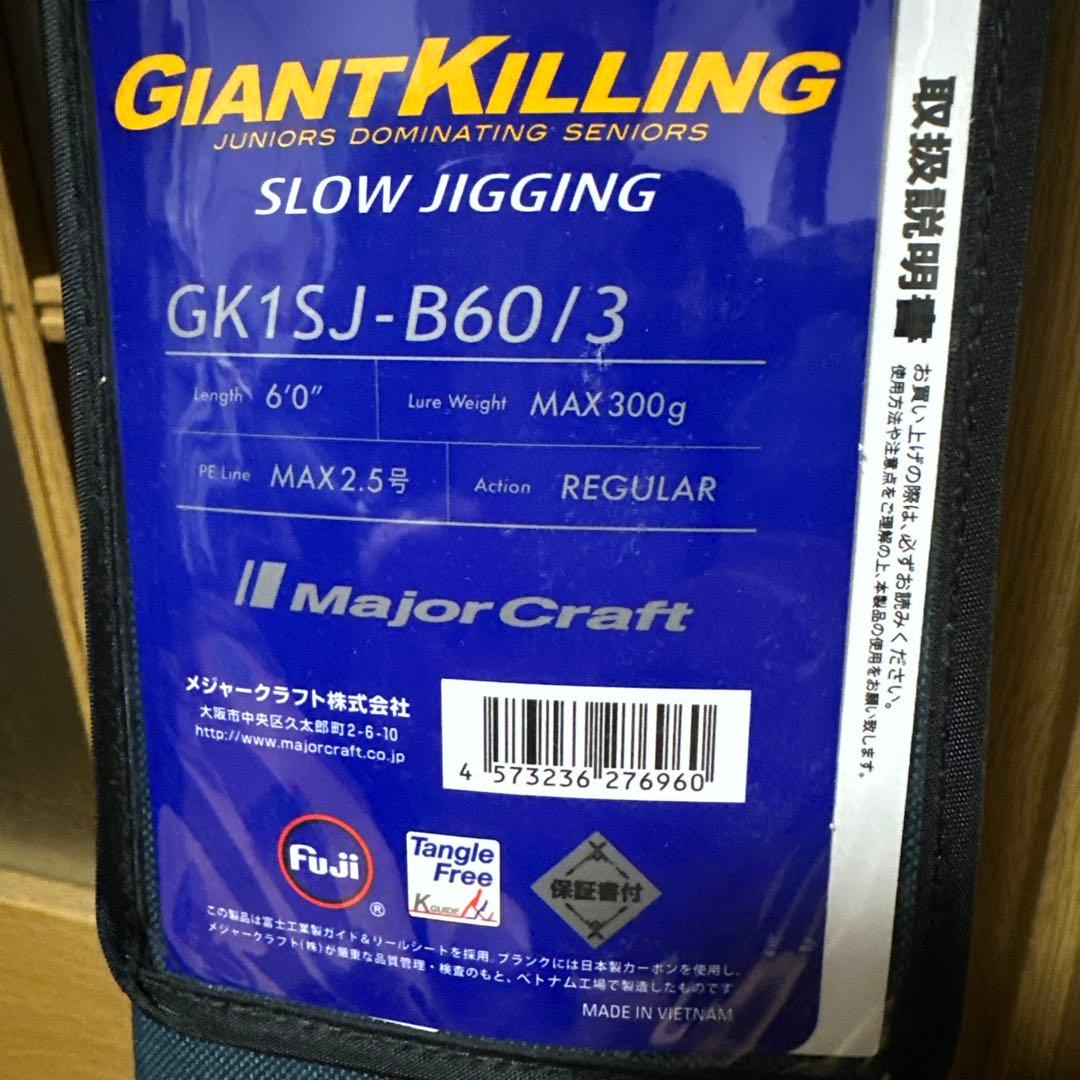 GIANTKILLING
JUNIORS DOMINATING SENIORS
SLOW JIGGING
GK1SJ-B60/3
Length 6'0" Lure Weight MAX300g
PE Line MAX2.5号 Action REGULAR
MajorCraft
メジャークラフト株式会社
大阪市中央区久太郎町2-6-10
http://www.majorcraft.co.jp
4 573236 276960
Fuji ®
Tangle
Free
K GUIDE
保証書付
この製品は富士工業製ガイド&リールシートを採用。ブランクには日本製カーボンを使用し、
メジャークラフト(株)が厳重な品質管理・検査のもと、ベトナム工場で製造したものです
MADE IN VIETNAM
取扱説明書
お買い上げの際は、必ずお読みください。
使用方法や注意点をご理解の上、本製品の使用をお願い致します。